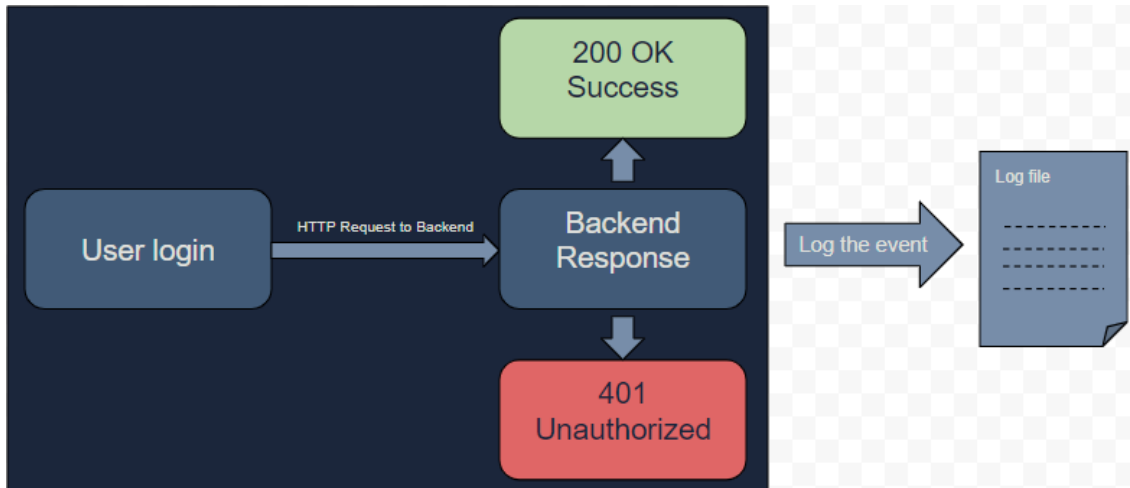 200 OK
Success
User login
HTTP Request to Backend
Backend
Response
401
Unauthorized
Log the event
Log file